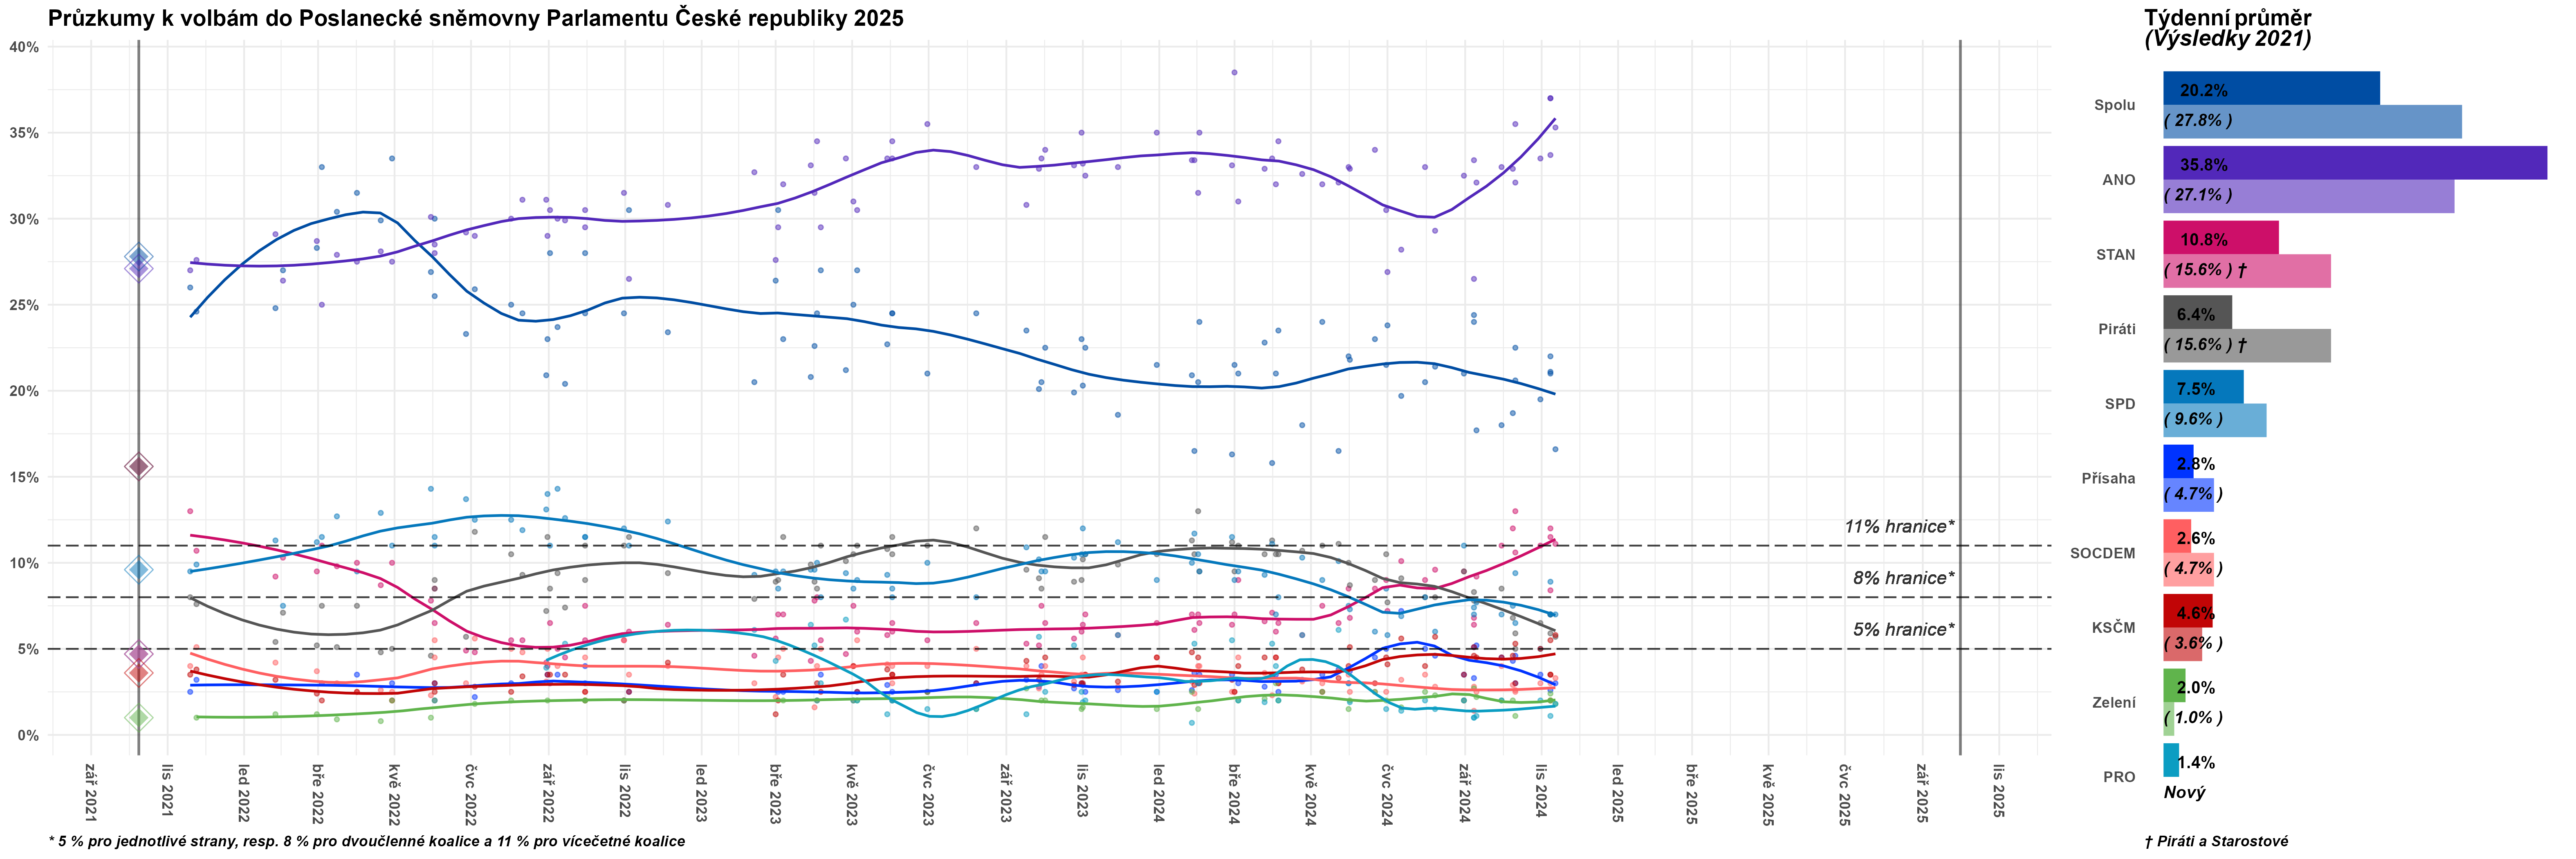 Průzkumy k volbám do Poslanecké sněmovny Parlamentu České republiky 2025
40%
35%
30%
25%
20%
15%
10%
5%
0%
11% hranice*
8% hranice*
5% hranice*
zář 2021
lis 2021
led 2022
bře 2022
kvě 2022
čvc 2022
zář 2022
lis 2022
led 2023
bře 2023
kvě 2023
čvc 2023
zář 2023
lis 2023
led 2024
bře 2024
kvě 2024
čvc 2024
zář 2024
lis 2024
led 2025
bře 2025
kvě 2025
čvc 2025
zář 2025
lis 2025
* 5 % pro jednotlivé strany, resp. 8 % pro dvoučlenné koalice a 11 % pro vícečetné koalice
Týdenní průměr
(Výsledky 2021)
Spolu
20.2%
( 27.8% )
ANO
35.8%
( 27.1% )
STAN
10.8%
( 15.6% ) †
Piráti
6.4%
( 15.6% ) †
SPD
7.5%
( 9.6% )
Přísaha
2.8%
( 4.7% )
SOCDEM
2.6%
( 4.7% )
KSČM
4.6%
( 3.6% )
Zelení
2.0%
( 1.0% )
PRO
1.4%
Nový
† Piráti a Starostové